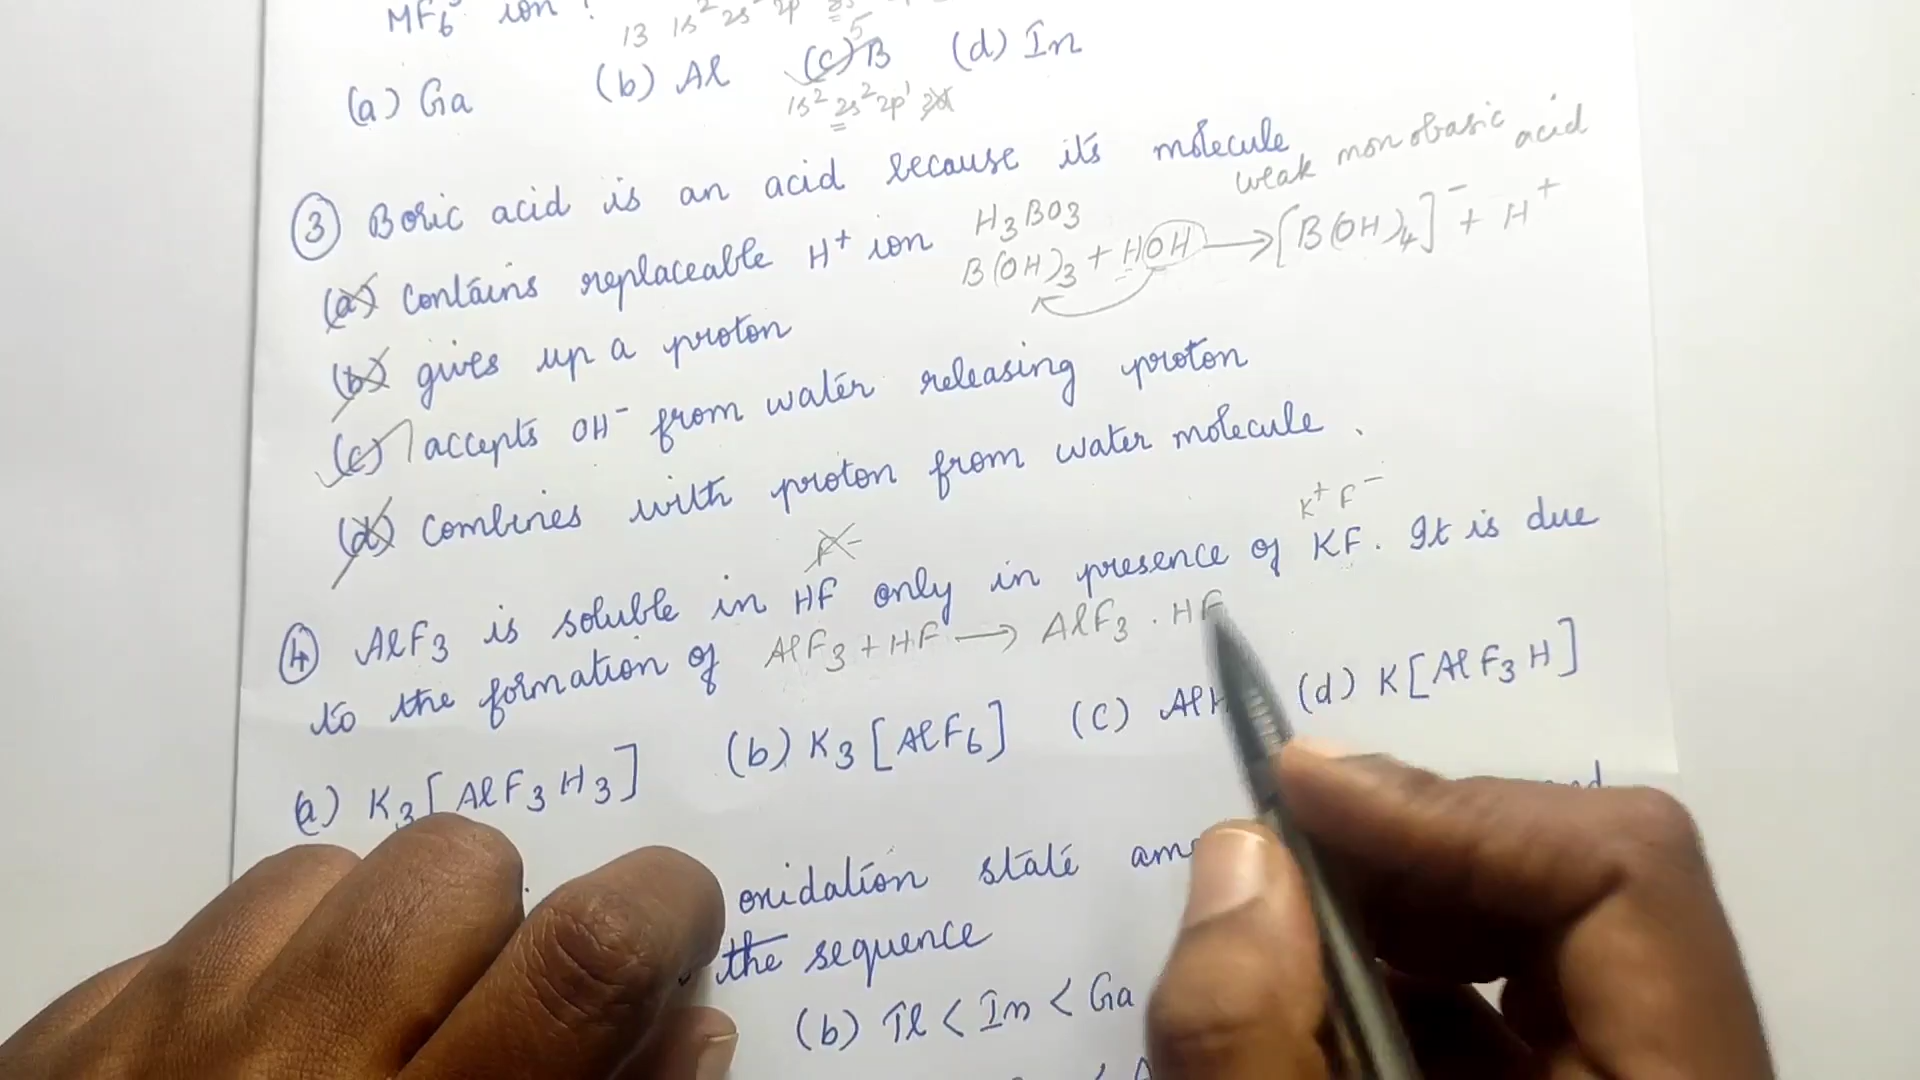 MF6 ion ?
13 1s² 2s² 2p
5
(a) Ga (b) Al (c) B (d) In
1s² 2s² 2p¹ 3d
③ Boric acid is an acid because its molecule
weak monobasic acid
(a) contains replaceable H⁺ ion H3BO3
B(OH)3 + HOH ⟶ [B(OH)4]⁻ + H⁺
(b) gives up a proton
(c) accepts OH⁻ from water releasing proton
(d) combines with proton from water molecule .
F⁻ K⁺ F⁻
④ AlF3 is soluble in HF only in presence of KF. It is due
to the formation of AlF3 + HF ⟶ AlF3 . HF
(a) K3[AlF3H3] (b) K3[AlF6] (c) AlH (d) K[AlF3H]
oxidation state
the sequence
(b) Tl < In < Ga